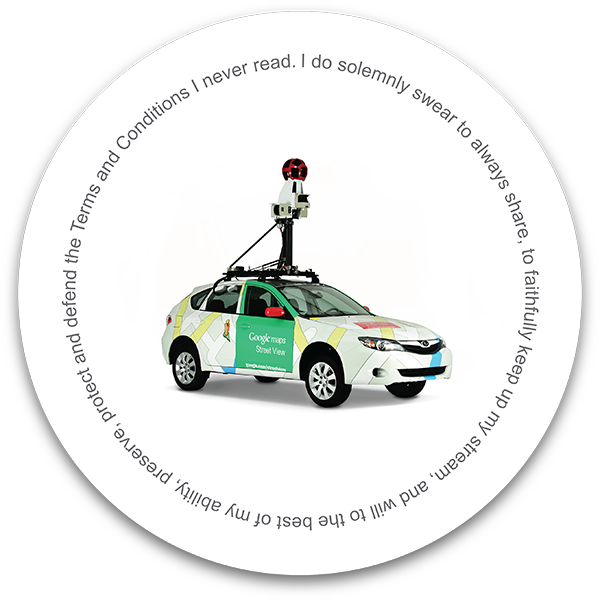 I do solemnly swear to always share, to faithfully keep up my stream, and will to the best of my ability, preserve, protect and defend the Terms and Conditions I never read.
Google maps
Street View